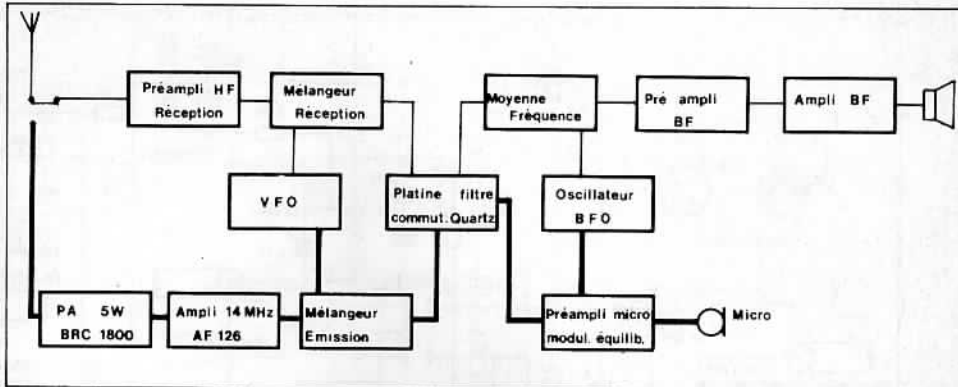 Préampli HF
Réception
Mélangeur
Réception
Moyenne
Fréquence
Pré ampli
BF
Ampli BF
VFO
Platine filtre
commut. Quartz
Oscillateur
BFO
PA 5W
BRC 1800
Ampli 14 MHz
AF 126
Mélangeur
Emission
Préampli micro
modul. équilib.
Micro